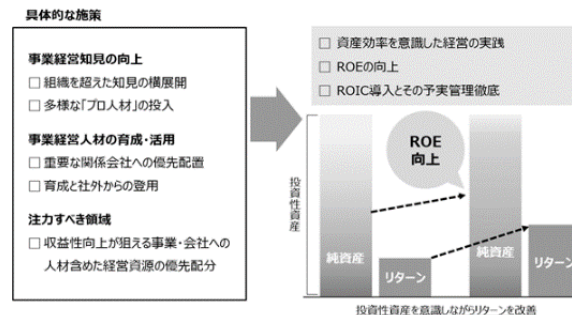 具体的な施策
事業経営知見の向上
□ 組織を超えた知見の横展開
□ 多様な「プロ人材」の投入
事業経営人材の育成・活用
□ 重要な関係会社への優先配置
□ 育成と社外からの登用
注力すべき領域
□ 収益性向上が狙える事業・会社への
人材含めた経営資源の優先配分
□ 資産効率を意識した経営の実践
□ ROEの向上
□ ROIC導入とその予実管理徹底
ROE
向上
投資性資産
純資産
リターン
純資産
リターン
投資性資産を意識しながらリターンを改善